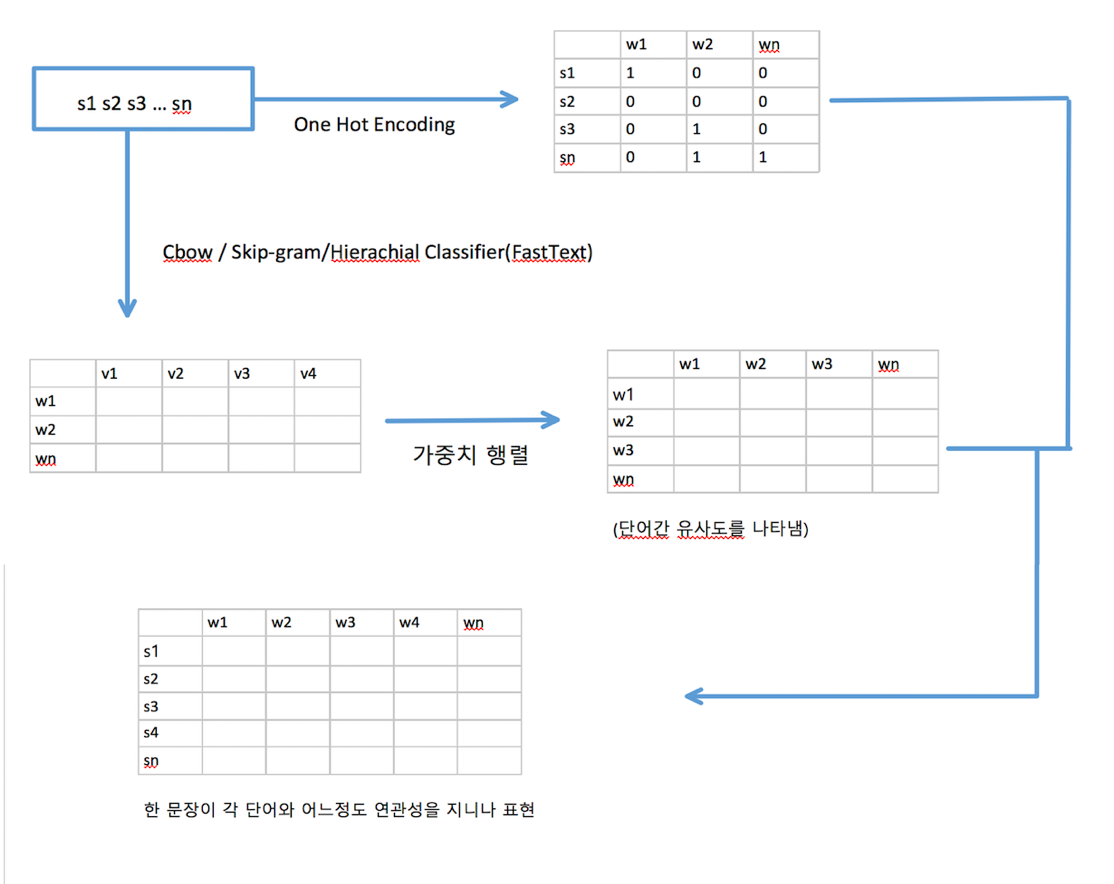 s1 s2 s3 ... sn
One Hot Encoding
w1 w2 wn
s1 1 0 0
s2 0 0 0
s3 0 1 0
sn 0 1 1
Cbow / Skip-gram/Hierachial Classifier(FastText)
v1 v2 v3 v4
w1
w2
wn
가중치 행렬
w1 w2 w3 wn
w1
w2
w3
wn
(단어간 유사도를 나타냄)
w1 w2 w3 w4 wn
s1
s2
s3
s4
sn
한 문장이 각 단어와 어느정도 연관성을 지니나 표현